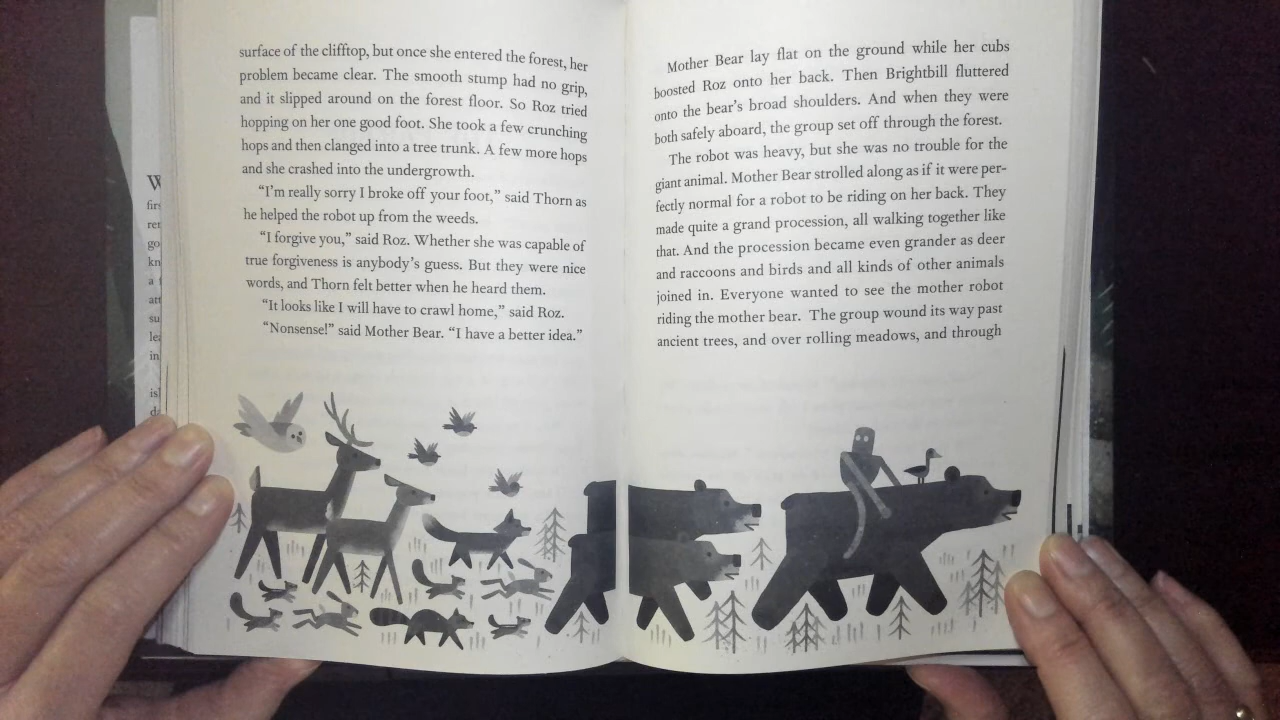 surface of the clifftop, but once she entered the forest, her
problem became clear. The smooth stump had no grip,
and it slipped around on the forest floor. So Roz tried
hopping on her one good foot. She took a few crunching
hops and then clanged into a tree trunk. A few more hops
and she crashed into the undergrowth.
“I’m really sorry I broke off your foot,” said Thorn as
he helped the robot up from the weeds.
“I forgive you,” said Roz. Whether she was capable of
true forgiveness is anybody’s guess. But they were nice
words, and Thorn felt better when he heard them.
“It looks like I will have to crawl home,” said Roz.
“Nonsense!” said Mother Bear. “I have a better idea.”
Mother Bear lay flat on the ground while her cubs
boosted Roz onto her back. Then Brightbill fluttered
onto the bear’s broad shoulders. And when they were
both safely aboard, the group set off through the forest.
The robot was heavy, but she was no trouble for the
giant animal. Mother Bear strolled along as if it were per-
fectly normal for a robot to be riding on her back. They
made quite a grand procession, all walking together like
that. And the procession became even grander as deer
and raccoons and birds and all kinds of other animals
joined in. Everyone wanted to see the mother robot
riding the mother bear. The group wound its way past
ancient trees, and over rolling meadows, and through